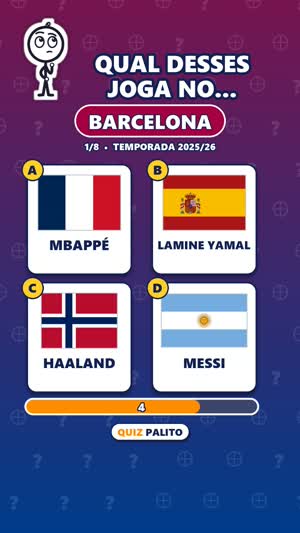 QUAL DESSES
JOGA NO...
BARCELONA
1/8 • TEMPORADA 2025/26
A
B
MBAPPÉ
LAMINE YAMAL
C
D
HAALAND
MESSI
4
QUIZ PALITO